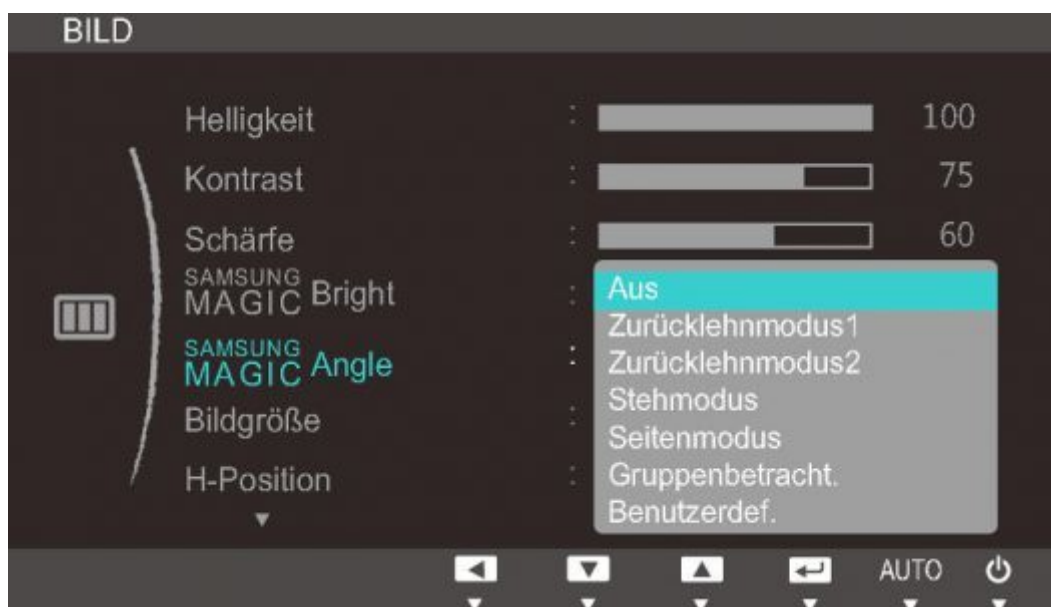 BILD
Helligkeit : 100
Kontrast : 75
Schärfe : 60
SAMSUNG
MAGIC Bright :
SAMSUNG
MAGIC Angle :
Bildgröße :
H-Position :
Aus
Zurücklehnmodus1
Zurücklehnmodus2
Stehmodus
Seitenmodus
Gruppenbetracht.
Benutzerdef.
AUTO